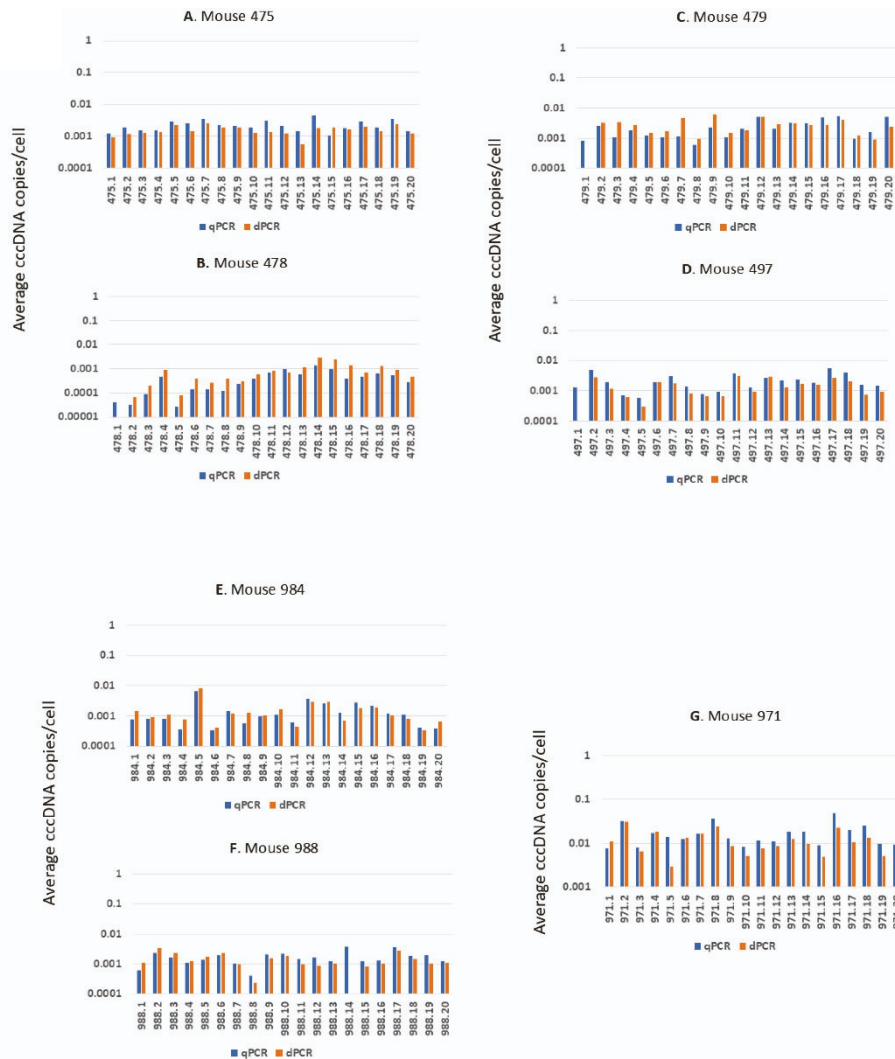 A. Mouse 475
1
0.1
0.01
0.001
0.0001
475.1 475.2 475.3 475.4 475.5 475.6 475.7 475.8 475.9 475.10 475.11 475.12 475.13 475.14 475.15 475.16 475.17 475.18 475.19 475.20
qPCR dPCR
Average cccDNA copies/cell
B. Mouse 478
1
0.1
0.01
0.001
0.0001
0.00001
478.1 478.2 478.3 478.4 478.5 478.6 478.7 478.8 478.9 478.10 478.11 478.12 478.13 478.14 478.15 478.16 478.17 478.18 478.19 478.20
qPCR dPCR
C. Mouse 479
1
0.1
0.01
0.001
0.0001
479.1 479.2 479.3 479.4 479.5 479.6 479.7 479.8 479.9 479.10 479.11 479.12 479.13 479.14 479.15 479.16 479.17 479.18 479.19 479.20
qPCR dPCR
Average cccDNA copies/cell
D. Mouse 497
1
0.1
0.01
0.001
0.0001
497.1 497.2 497.3 497.4 497.5 497.6 497.7 497.8 497.9 497.10 497.11 497.12 497.13 497.14 497.15 497.16 497.17 497.18 497.19 497.20
qPCR dPCR
E. Mouse 984
1
0.1
0.01
0.001
0.0001
984.1 984.2 984.3 984.4 984.5 984.6 984.7 984.8 984.9 984.10 984.11 984.12 984.13 984.14 984.15 984.16 984.17 984.18 984.19 984.20
qPCR dPCR
Average cccDNA copies/cell
F. Mouse 988
1
0.1
0.01
0.001
0.0001
988.1 988.2 988.3 988.4 988.5 988.6 988.7 988.8 988.9 988.10 988.11 988.12 988.13 988.14 988.15 988.16 988.17 988.18 988.19 988.20
qPCR dPCR
G. Mouse 971
1
0.1
0.01
0.001
971.1 971.2 971.3 971.4 971.5 971.6 971.7 971.8 971.9 971.10 971.11 971.12 971.13 971.14 971.15 971.16 971.17 971.18 971.19
qPCR dPCR
Average cccDNA copies/cell